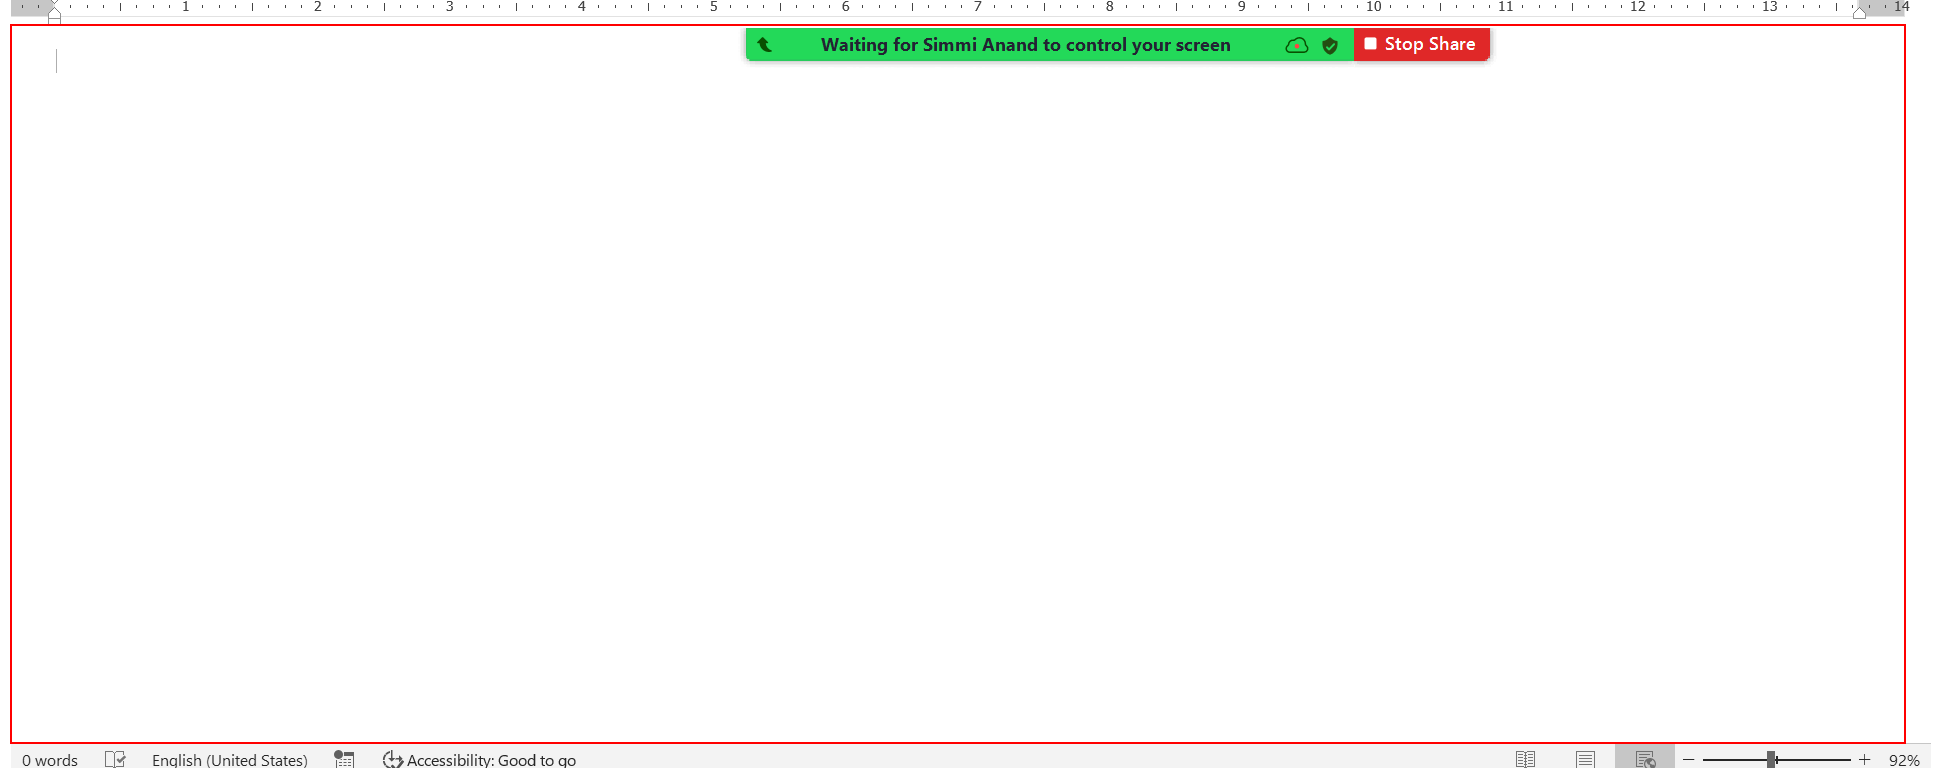 1 2 3 4 5 6 7 8 9 10 11 12 13 14
Waiting for Simmi Anand to control your screen Stop Share
0 words English (United States) Accessibility: Good to go 92%